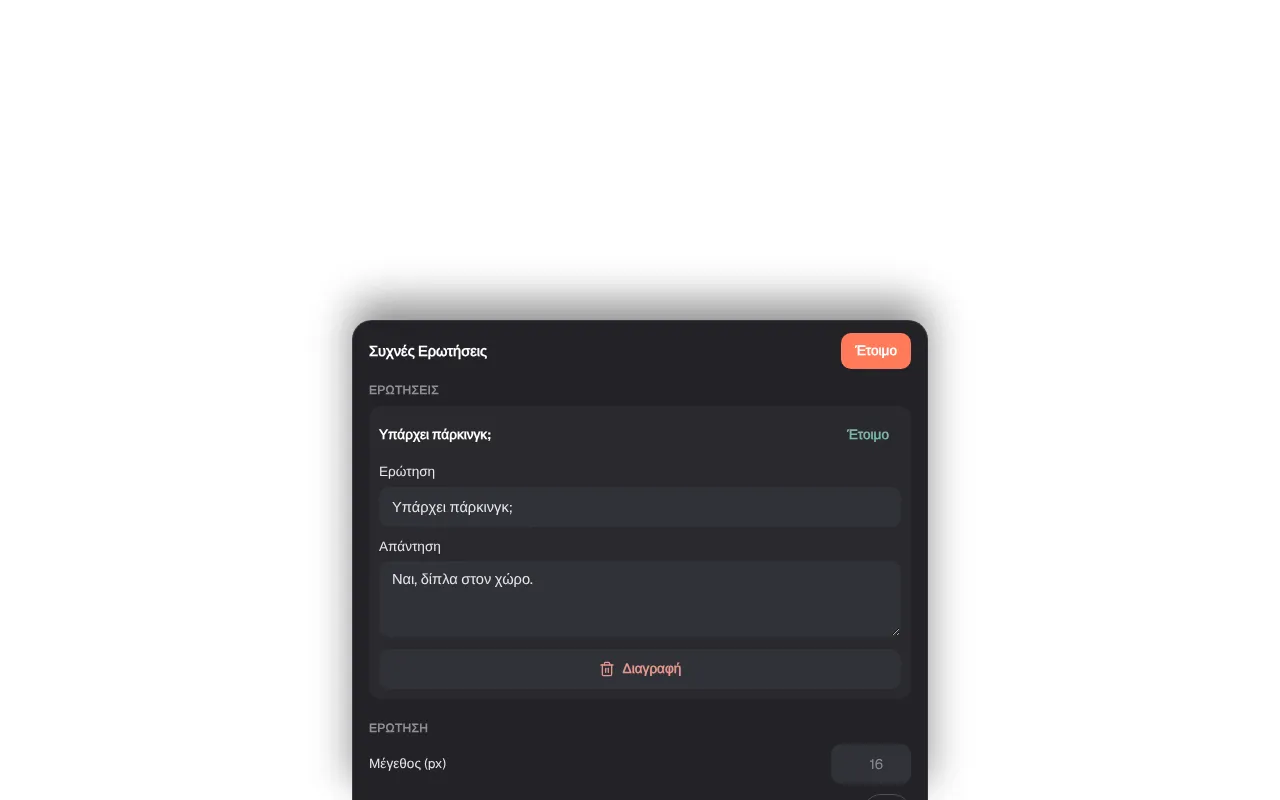 Συχνές Ερωτήσεις
Έτοιμο
ΕΡΩΤΗΣΕΙΣ
Υπάρχει πάρκινγκ;
Έτοιμο
Ερώτηση
Υπάρχει πάρκινγκ;
Απάντηση
Ναι, δίπλα στον χώρο.
Διαγραφή
ΕΡΩΤΗΣΗ
Μέγεθος (px)
16